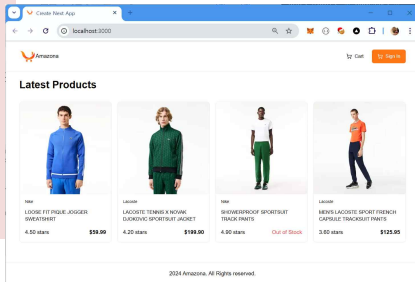 Create Next App
localhost:3000
Amazona
Cart
Sign In
Latest Products
Nike
LOOSE FIT PIQUE JOGGER
SWEATSHIRT
4.50 stars
$59.99
Lacoste
LACOSTE TENNIS X NOVAK
DJOKOVIC SPORTSUIT JACKET
4.20 stars
$199.90
Nike
SHOWERPROOF SPORTSUIT
TRACK PANTS
4.90 stars
Out of Stock
Lacoste
MEN'S LACOSTE SPORT FRENCH
CAPSULE TRACKSUIT PANTS
3.60 stars
$125.95
2024 Amazona. All Rights reserved.